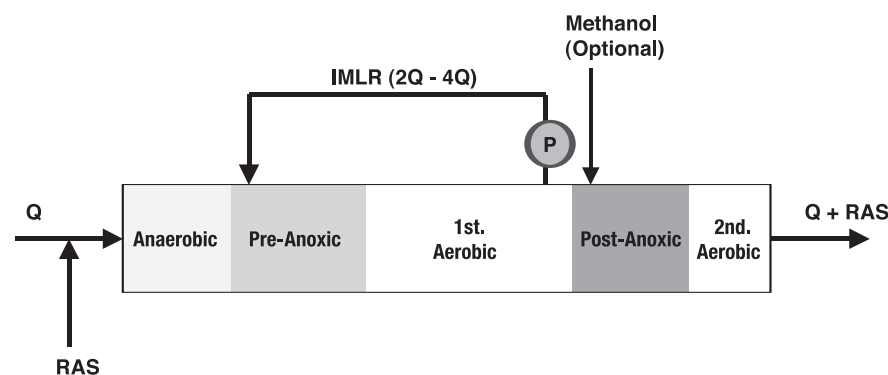 Methanol
(Optional)
IMLR (2Q - 4Q)
P
Q
Anaerobic
Pre-Anoxic
1st.
Aerobic
Post-Anoxic
2nd.
Aerobic
Q + RAS
RAS